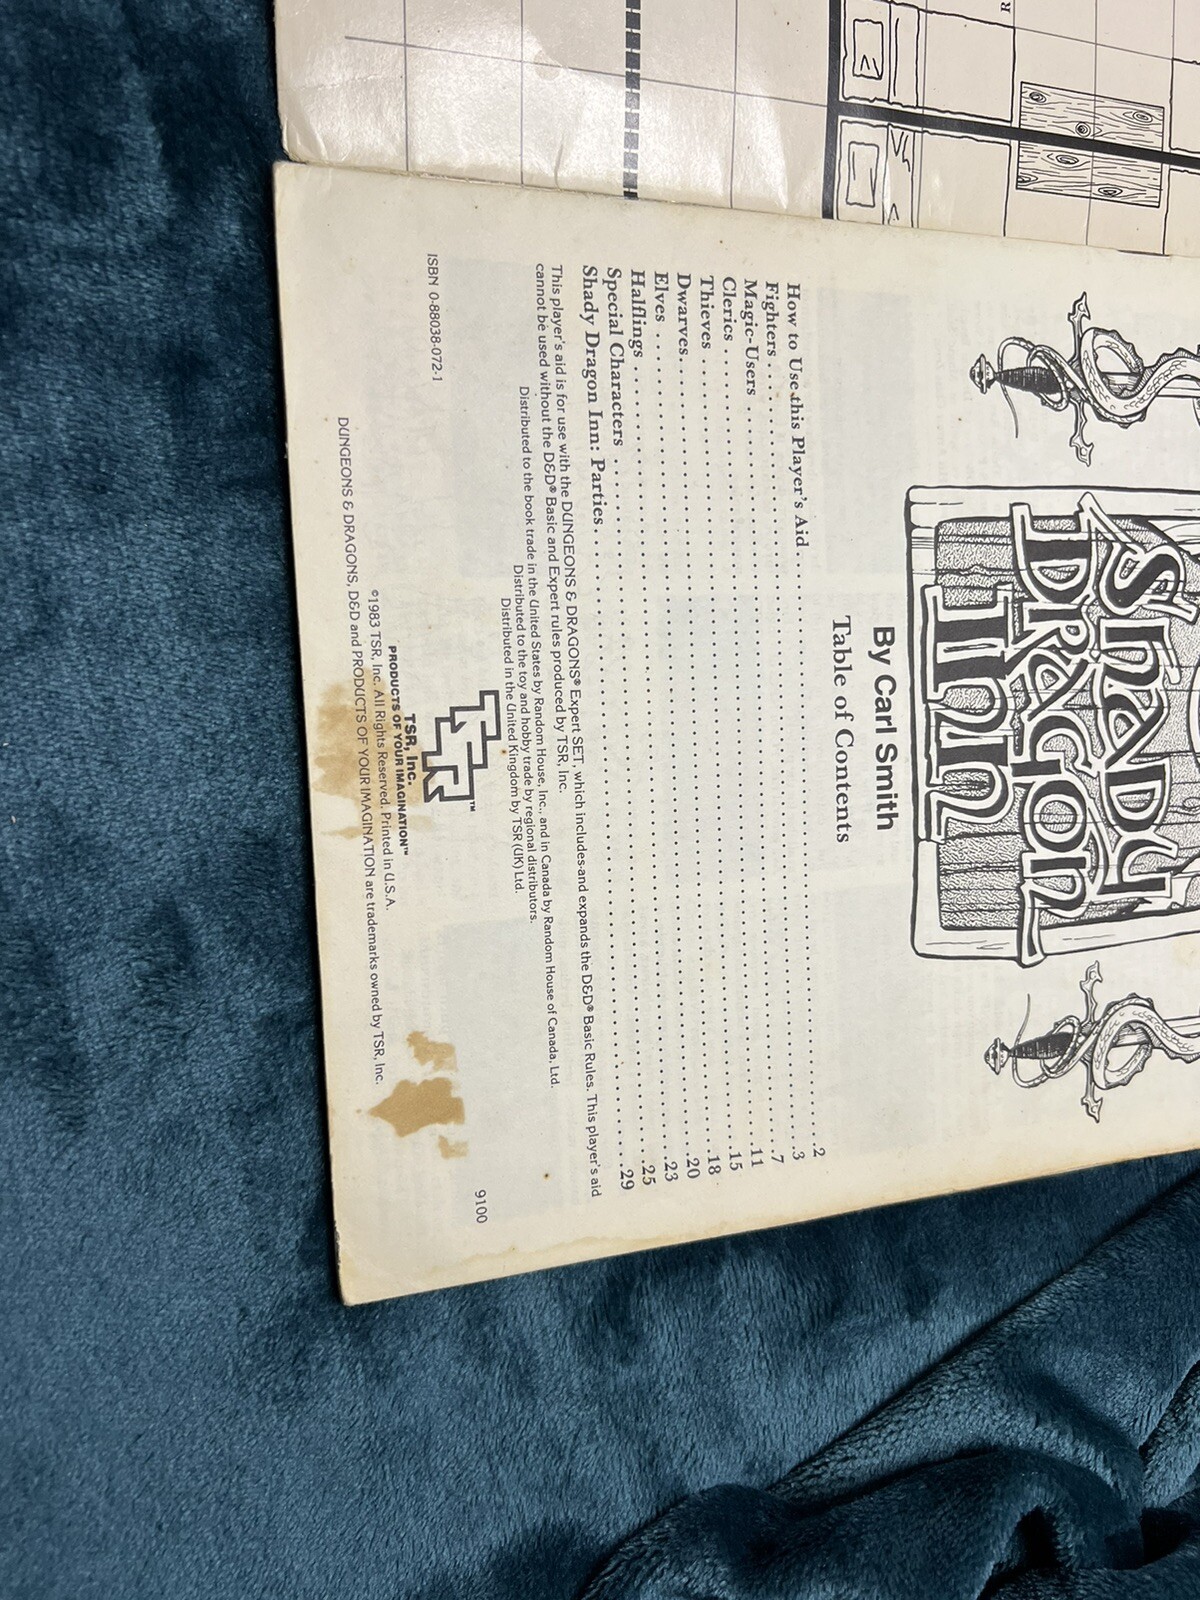 SHADY
DRAGON
INN
By Carl Smith
Table of Contents
How to Use this Player's Aid . . . . . . . . . . 2
Fighters . . . . . . . . . . 3
Magic-Users . . . . . . . . . . 7
Clerics . . . . . . . . . . 11
Thieves . . . . . . . . . . 15
Dwarves . . . . . . . . . . 18
Elves . . . . . . . . . . 20
Halflings . . . . . . . . . . 23
Special Characters . . . . . . . . . . 25
Shady Dragon Inn: Parties . . . . . . . . . . 29
This player's aid is for use with the DUNGEONS & DRAGONS® Expert SET, which includes and expands the D&D® Basic Rules. This player's aid
cannot be used without the D&D® Basic and Expert rules produced by TSR, Inc.
Distributed to the book trade in the United States by Random House, Inc., and in Canada by Random House of Canada, Ltd.
Distributed to the toy and hobby trade by regional distributors.
Distributed in the United Kingdom by TSR (UK) Ltd.
TSR™
ISBN 0-88038-072-1
9100
TSR, Inc.
PRODUCTS OF YOUR IMAGINATION™
©1983 TSR, Inc. All Rights Reserved. Printed in U.S.A.
DUNGEONS & DRAGONS, D&D and PRODUCTS OF YOUR IMAGINATION are trademarks owned by TSR, Inc.